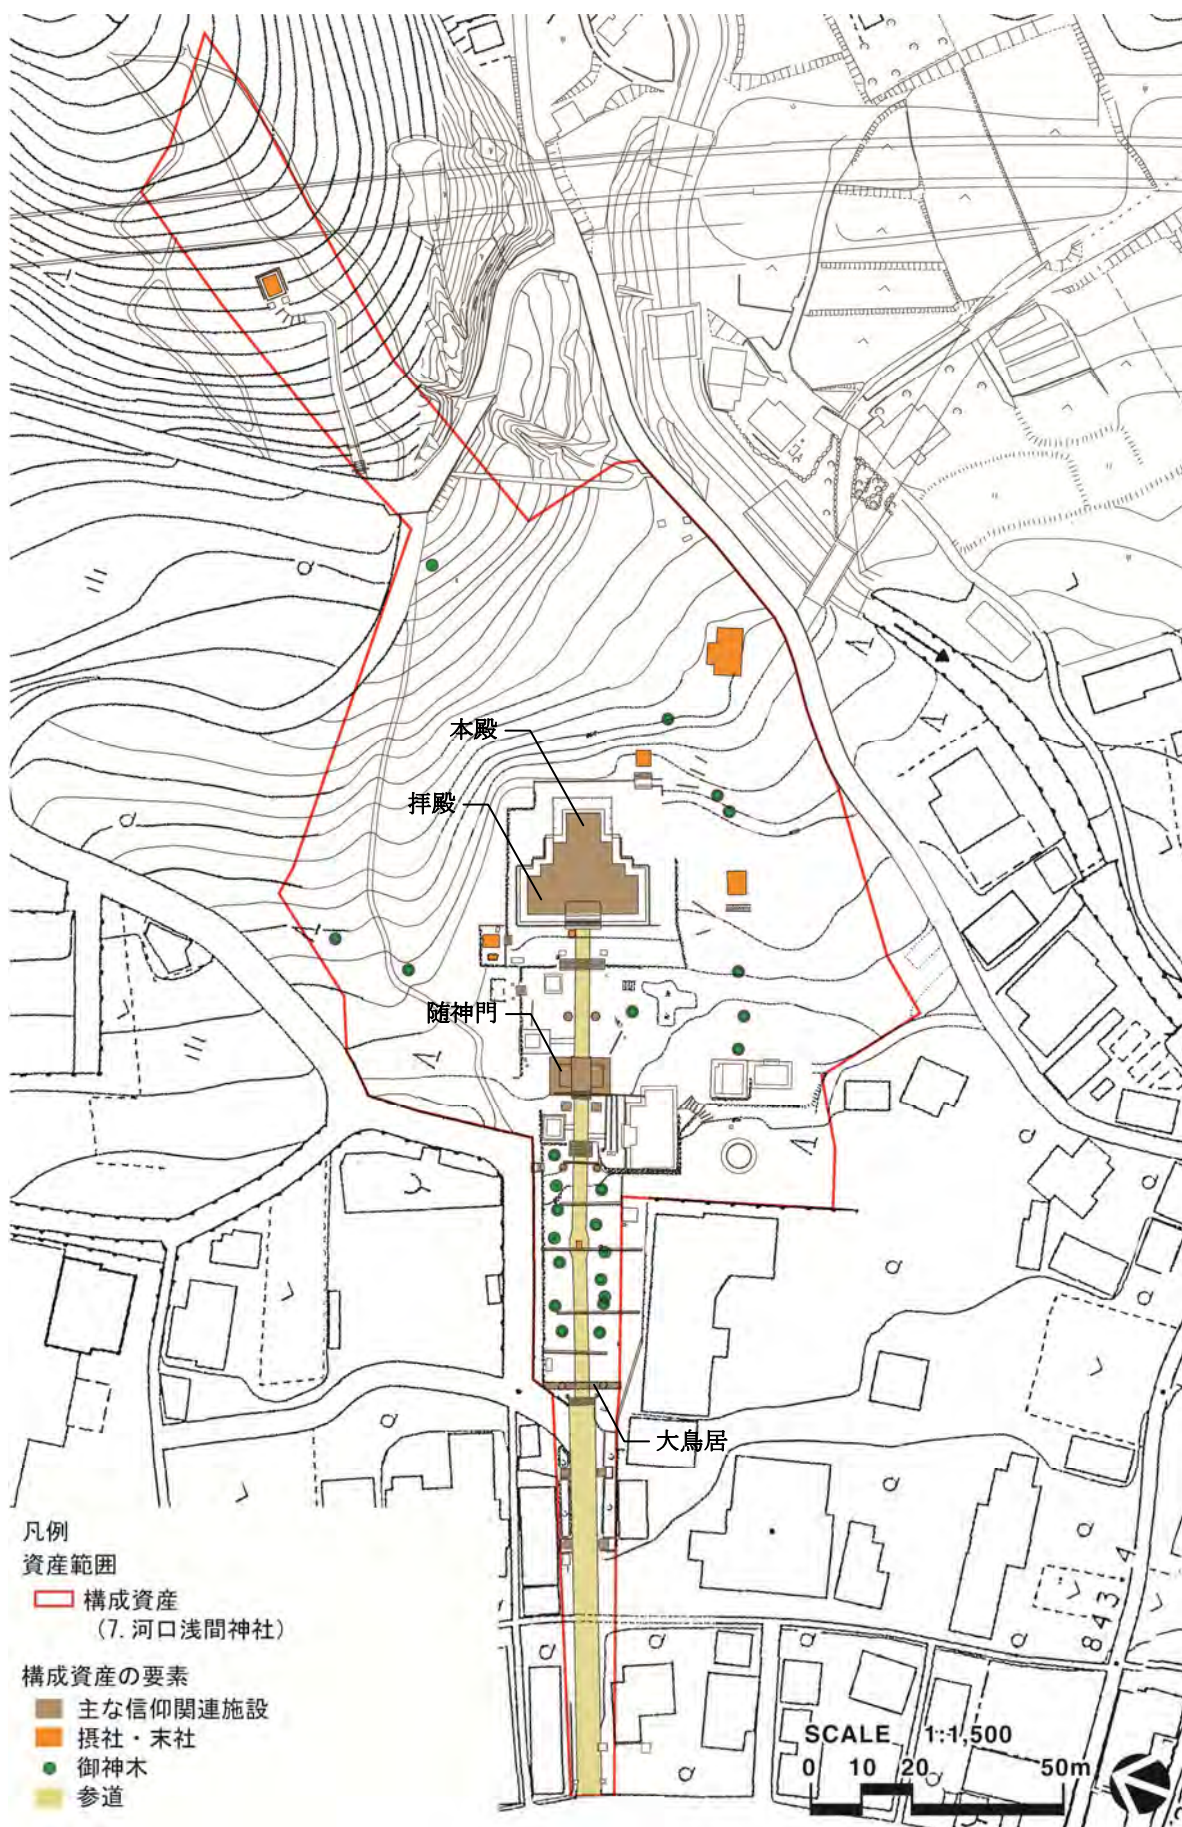 本殿
拝殿
随神門
大鳥居
凡例
資産範囲
構成資産
（7. 河口浅間神社）
構成資産の要素
主な信仰関連施設
摂社・末社
御神木
参道
843.4
SCALE 1:1,500
0 10 20 50m